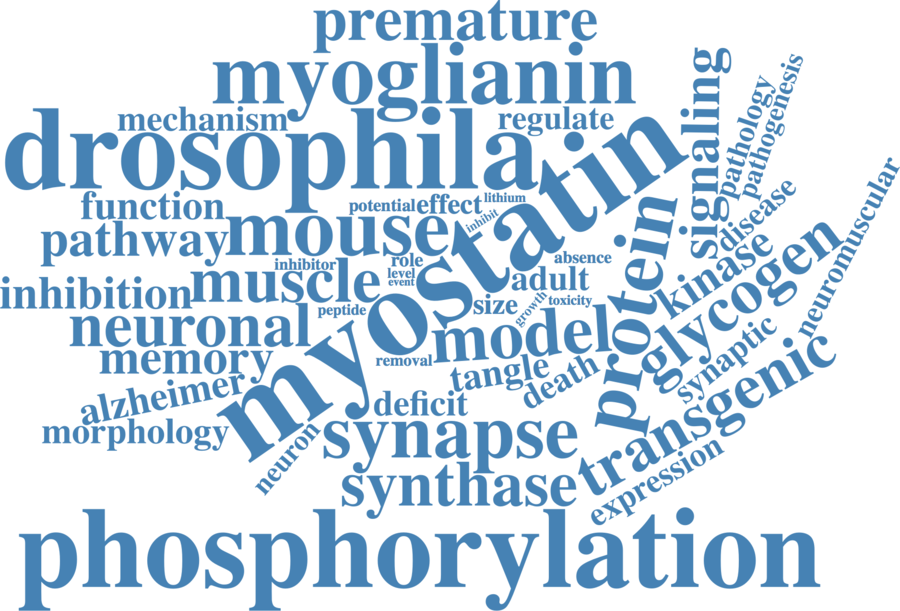 premature
myoglianin
mechanism
regulate
drosophila
signaling
pathology
pathogenesis
function
potential
effect
lithium
inhibit
myostatin
pathway
mouse
disease
neuromuscular
inhibitor
role
level
event
absence
inhibition
muscle
adult
protein
kinase
glycogen
peptide
size
growth
toxicity
neuronal
model
memory
removal
tangle
death
synaptic
alzheimer
deficit
transgenic
morphology
neuron
synapse
synthase
expression
phosphorylation